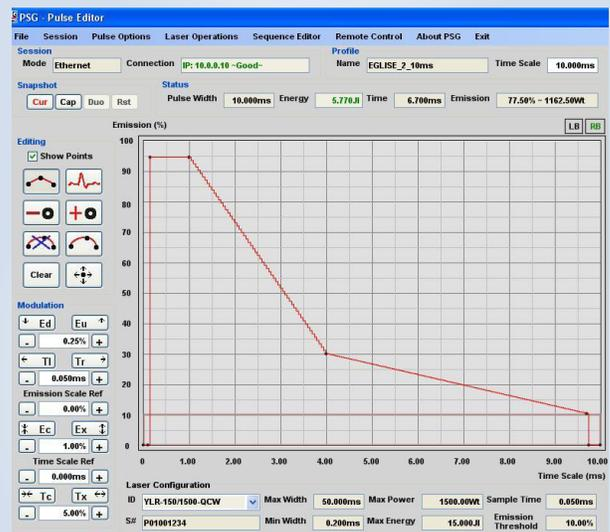 PSG - Pulse Editor
File Session Pulse Options Laser Operations Sequence Editor Remote Control About PSG Exit
Session
Mode Ethernet Connection IP: 10.0.0.10 ~Good~
Profile
Name EGLISE_2_10ms Time Scale 10.000ms
Snapshot
Cur Cap Duo Rst
Status
Pulse Width 10.000ms Energy 5.770JI Time 6.700ms Emission 77.50% ~ 1162.50Wt
Emission (%)
LB RB
Editing
Show Points
Clear
Modulation
Ed Eu
- 0.25% +
Tl Tr
- 0.050ms +
Emission Scale Ref
- 0.00% +
Ec Ex
- 1.00% +
Time Scale Ref
- 0.000ms +
Tc Tx
- 5.00% +
100
90
80
70
60
50
40
30
20
10
0
0 1.00 2.00 3.00 4.00 5.00 6.00 7.00 8.00 9.00 10.00
Time Scale (ms)
Laser Configuration
ID YLR-150/1500-QCW Max Width 50.000ms Max Power 1500.00Wt Sample Time 0.050ms
S# P01001234 Min Width 0.200ms Max Energy 15.000JI Emission Threshold 10.00%